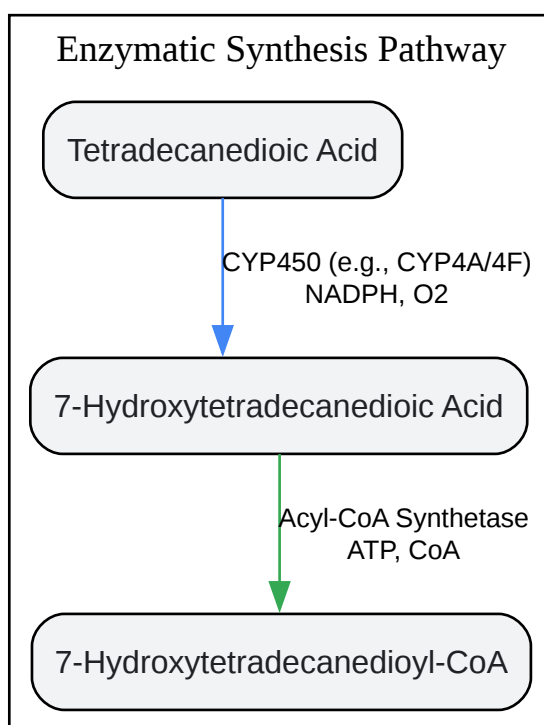 Enzymatic Synthesis Pathway
Tetradecanedioic Acid
CYP450 (e.g., CYP4A/4F)
NADPH, O2
7-Hydroxytetradecanedioic Acid
Acyl-CoA Synthetase
ATP, CoA
7-Hydroxytetradecanedioyl-CoA